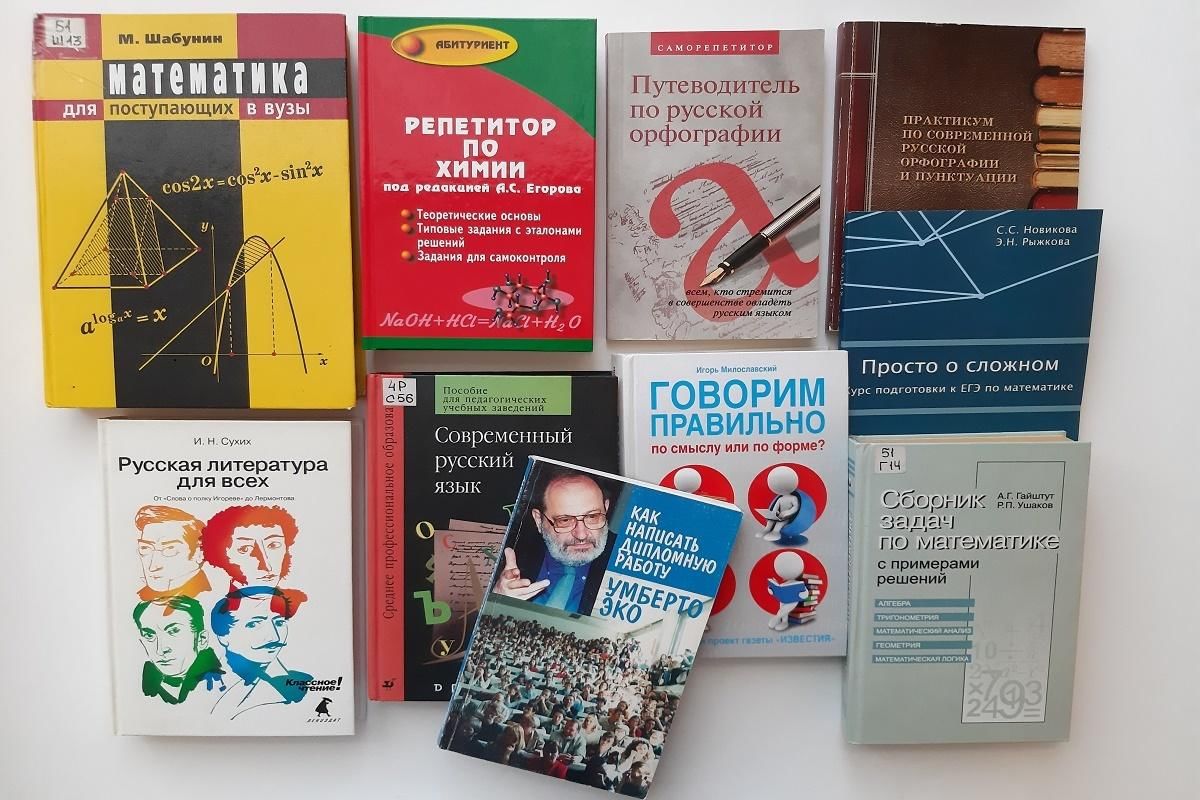 Б1
Ш13
М. Шабунин
математика
для поступающих в вузы
cos2x=cos²x-sin²x
y
a^logₐx = x
O
x
АБИТУРИЕНТ
РЕПЕТИТОР
ПО
ХИМИИ
под редакцией А.С. Егорова
Теоретические основы
Типовые задания с эталонами
решений
Задания для самоконтроля
NaOH+HCl=NaCl+H₂O
САМОРЕПЕТИТОР
Путеводитель
по русской
орфографии
а
всем, кто стремится
в совершенстве овладеть
русским языком
ПРАКТИКУМ
ПО СОВРЕМЕННОЙ
РУССКОЙ
ОРФОГРАФИИ
И ПУНКТУАЦИИ
С.С. Новикова
Э.Н. Рыжкова
Просто о сложном
Курс подготовки к ЕГЭ по математике
И. Н. Сухих
Русская литература
для всех
От «Слова о полку Игореве» до Лермонтова
Классное
чтение!
ЛЕНИЗДАТ
4Р
С56
Пособие
для педагогических
учебных заведений
Среднее профессиональное
Современный
русский
язык
О
Ъ
У
КАК
НАПИСАТЬ
ДИПЛОМНУЮ
РАБОТУ
УМБЕРТО
ЭКО
Игорь Милославский
ГОВОРИМ
ПРАВИЛЬНО
по смыслу или по форме?
проект газеты «ИЗВЕСТИЯ»
Б1
Г14
А.Г. Гайштут
Р.П. Ушаков
Сборник
задач
по математике
с примерами
решений
АЛГЕБРА
ТРИГОНОМЕТРИЯ
МАТЕМАТИЧЕСКИЙ АНАЛИЗ
ГЕОМЕТРИЯ
МАТЕМАТИЧЕСКАЯ ЛОГИКА